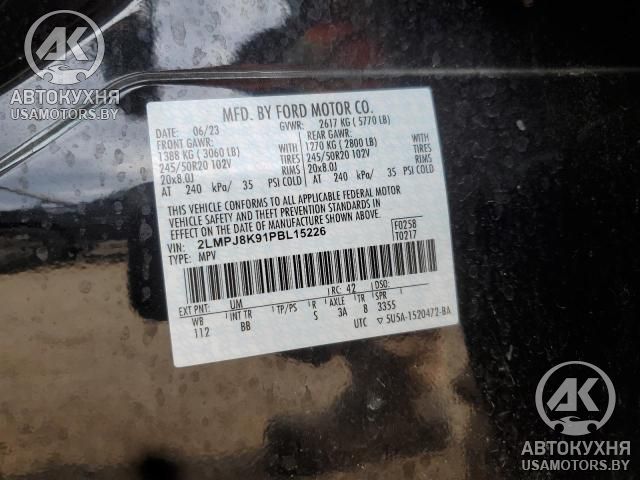 АК
АВТОКУХНЯ
USAMOTORS.BY
MFD. BY FORD MOTOR CO.
DATE: 06/23 GVWR: 2617 KG ( 5770 LB)
FRONT GAWR: REAR GAWR:
1388 KG ( 3060 LB) WITH 1270 KG ( 2800 LB) WITH
245/50R20 102V TIRES 245/50R20 102V TIRES
20x8.0J RIMS 20x8.0J RIMS
AT 240 kPa/ 35 PSI COLD AT 240 kPa/ 35 PSI COLD
THIS VEHICLE CONFORMS TO ALL APPLICABLE FEDERAL MOTOR
VEHICLE SAFETY AND THEFT PREVENTION STANDARDS IN
EFFECT ON THE DATE OF MANUFACTURE SHOWN ABOVE.
VIN: 2LMPJ8K91PBL15226 F0258
TYPE: MPV T0217
EXT PNT: UM RC: 42 DSO:
WB INT TR TP/PS R AXLE TR SPR
112 BB S 3A B 3355
UTC ▽ 5U5A-1520472-BA
АК
АВТОКУХНЯ
USAMOTORS.BY